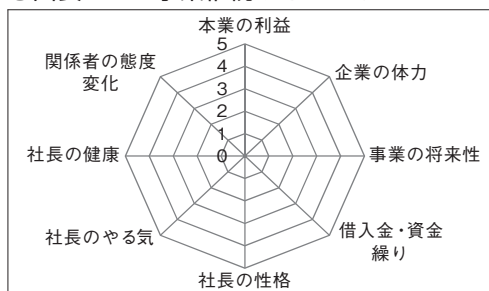 本業の利益
5
4
3
2
1
0
企業の体力
事業の将来性
借入金・資金
繰り
社長の性格
社長のやる気
社長の健康
関係者の態度
変化